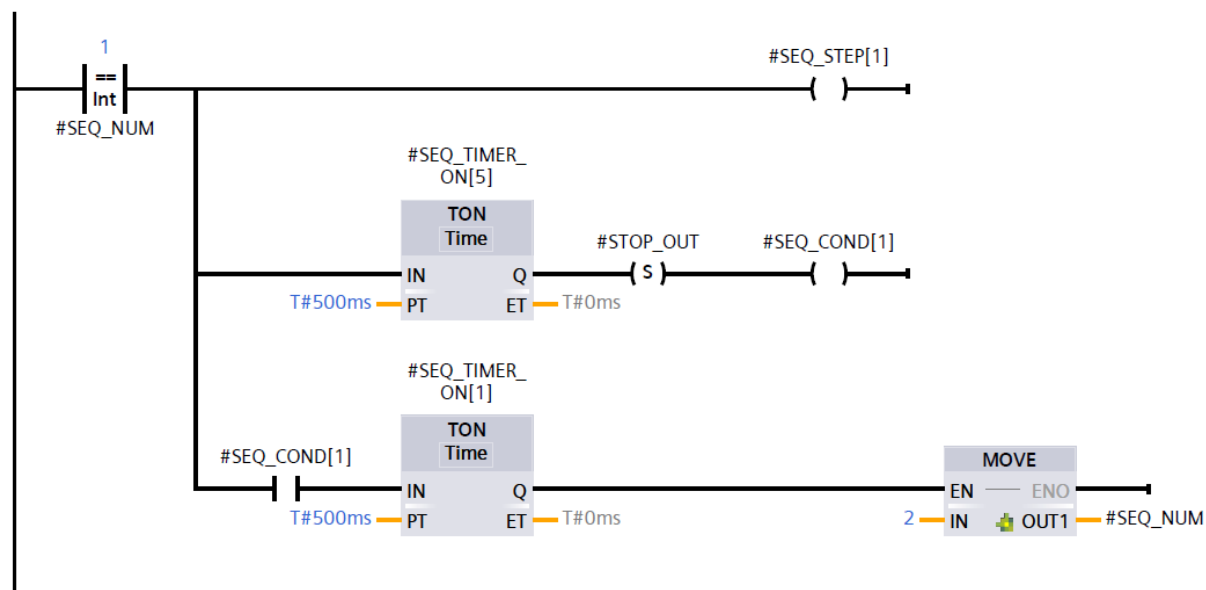 1
#SEQ_STEP[1]
==
Int
#SEQ_NUM
#SEQ_TIMER_
ON[5]
TON
Time
#STOP_OUT
#SEQ_COND[1]
S
IN Q
T#500ms PT ET T#0ms
#SEQ_TIMER_
ON[1]
TON
Time
#SEQ_COND[1]
MOVE
IN Q
EN ENO
T#500ms PT ET T#0ms
2 IN OUT1 #SEQ_NUM